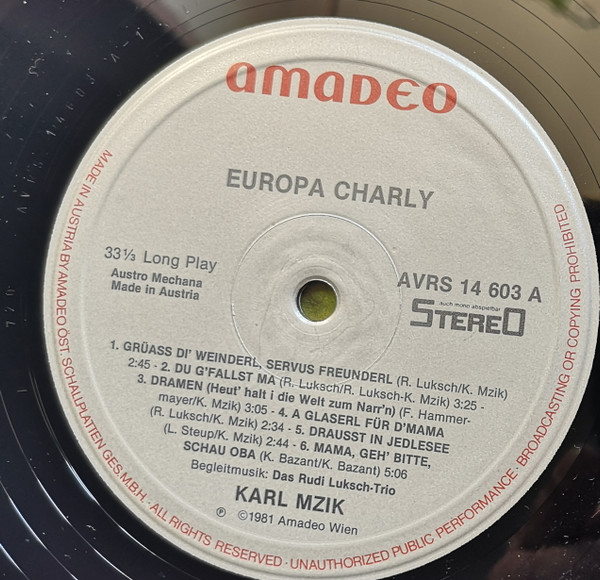 amadeo
EUROPA CHARLY
33⅓ Long Play
Austro Mechana
Made in Austria
AVRS 14 603 A
auch mono abspielbar
STEREO
1. GRÜASS DI' WEINDERL, SERVUS FREUNDERL (R. Luksch/K. Mzik)
2:45 - 2. DU G'FALLST MA (R. Luksch/R. Luksch-K. Mzik) 3:25 -
3. DRAMEN (Heut' halt i die Welt zum Narr'n) (F. Hammer-
mayer/K. Mzik) 3:05 - 4. A GLASERL FÜR D'MAMA
(R. Luksch/K. Mzik) 2:34 - 5. DRAUSST IN JEDLESEE
(L. Steup/K. Mzik) 2:44 - 6. MAMA, GEH' BITTE,
SCHAU OBA (K. Bazant/K. Bazant) 5:06
Begleitmusik: Das Rudi Luksch-Trio
KARL MZIK
℗ ©1981 Amadeo Wien
MADE IN AUSTRIA BY AMADEO ÖST. SCHALLPLATTEN GES.M.B.H. · ALL RIGHTS RESERVED · UNAUTHORIZED PUBLIC PERFORMANCE · BROADCASTING OR COPYING PROHIBITED